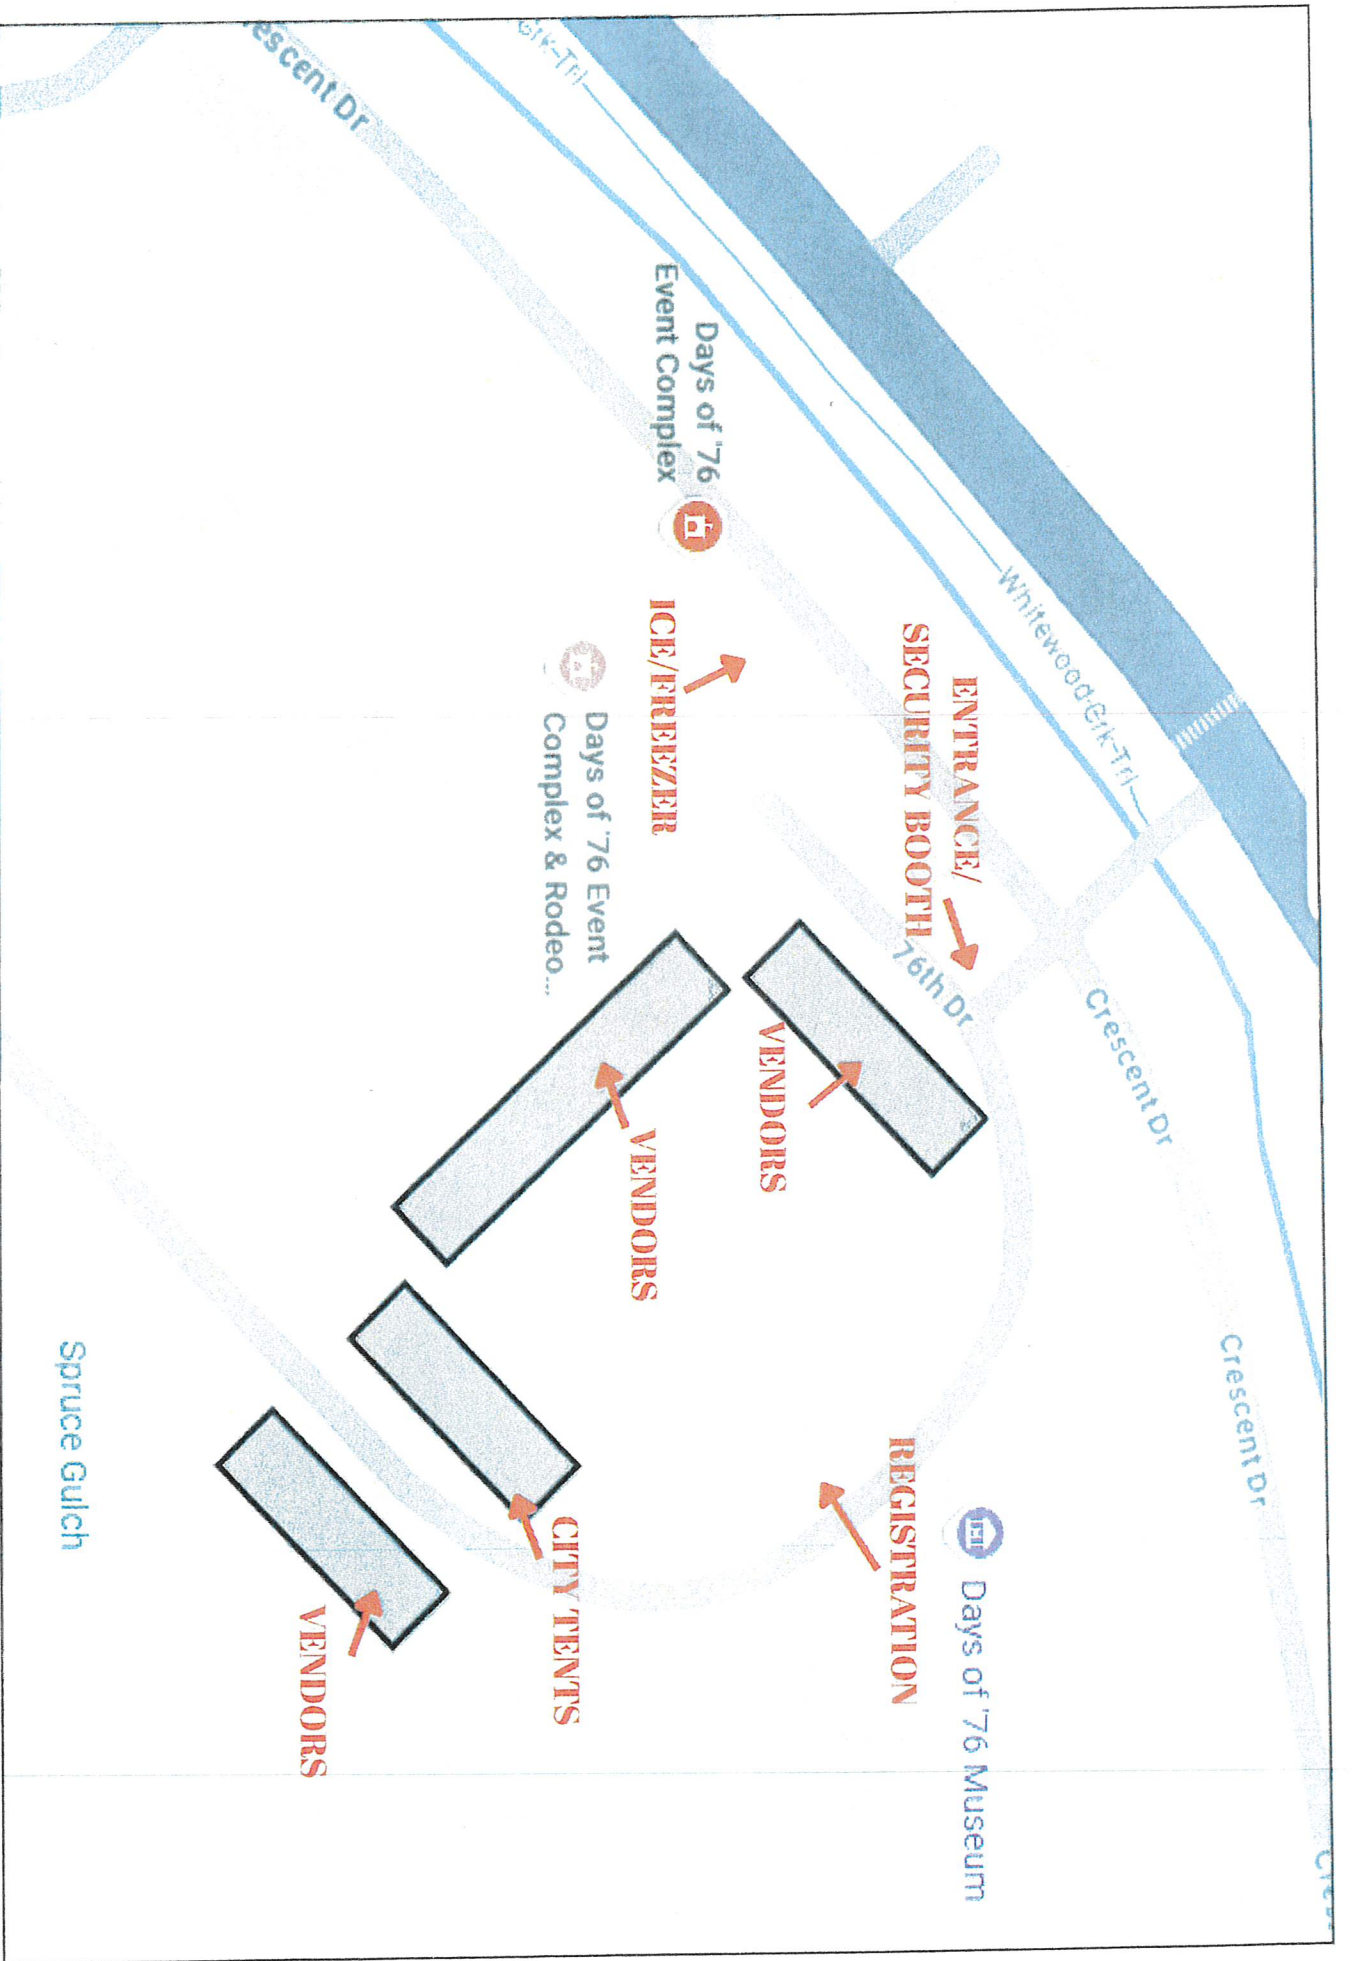 Crk-Trl
escent Dr
Whitewood Crk-Trl
Days of '76
Event Complex
ENTRANCE/
SECURITY BOOTH
ICE/FREEZER
Days of '76 Event
Complex & Rodeo...
76th Dr
Crescent Dr
VENDORS
VENDORS
Crescent Dr
REGISTRATION
Days of '76 Museum
CITY TENTS
VENDORS
Spruce Gulch